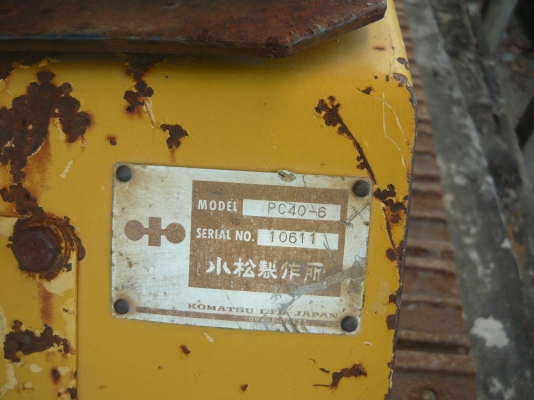 MODEL PC40-6
SERIAL NO. 10611
小松製作所
KOMATSU LTD. JAPAN